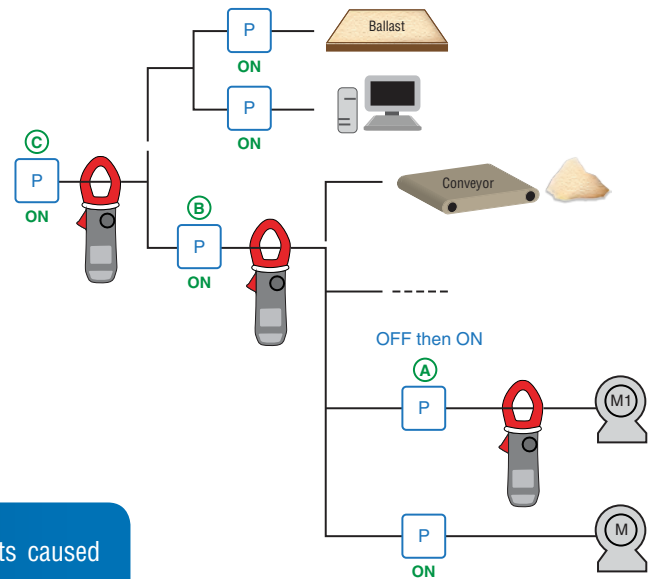 P
Ballast
ON
P
ON
C
P
ON
B
P
ON
Conveyor
OFF then ON
A
P
M1
P
M
ON
ts caused